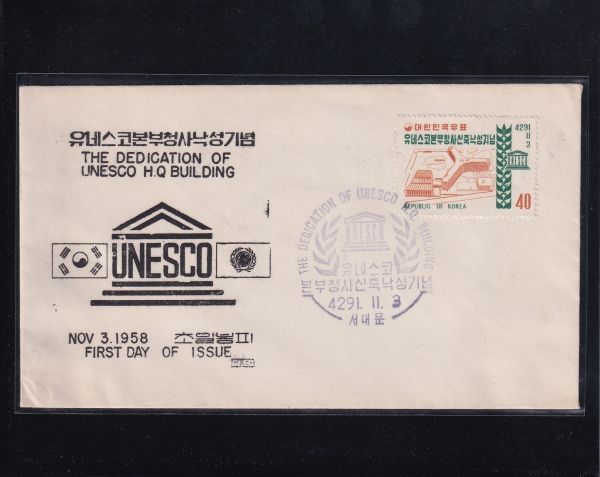 유네스코본부청사낙성기념
THE DEDICATION OF
UNESCO H.Q BUILDING
UNESCO
NOV 3.1958 초일봉피
FIRST DAY OF ISSUE
대한민국우표
유네스코본부청사신축낙성기념
4291
11
3
REPUBLIC OF KOREA
40
THE DEDICATION OF UNESCO H.Q. BUILDING
유네스코
부청사신축낙성기념
4291. 11. 3
서대문